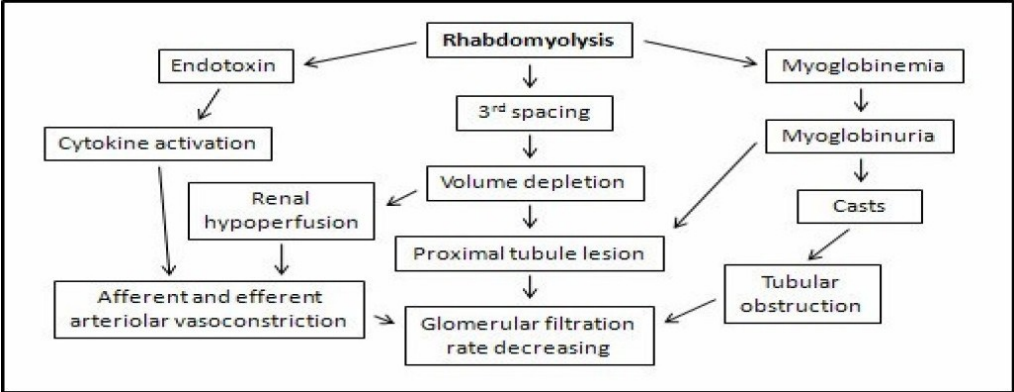 Rhabdomyolysis
Endotoxin
Myoglobinemia
3rd spacing
Cytokine activation
Myoglobinuria
Volume depletion
Renal
hypoperfusion
Casts
Proximal tubule lesion
Tubular
obstruction
Afferent and efferent
arteriolar vasoconstriction
Glomerular filtration
rate decreasing